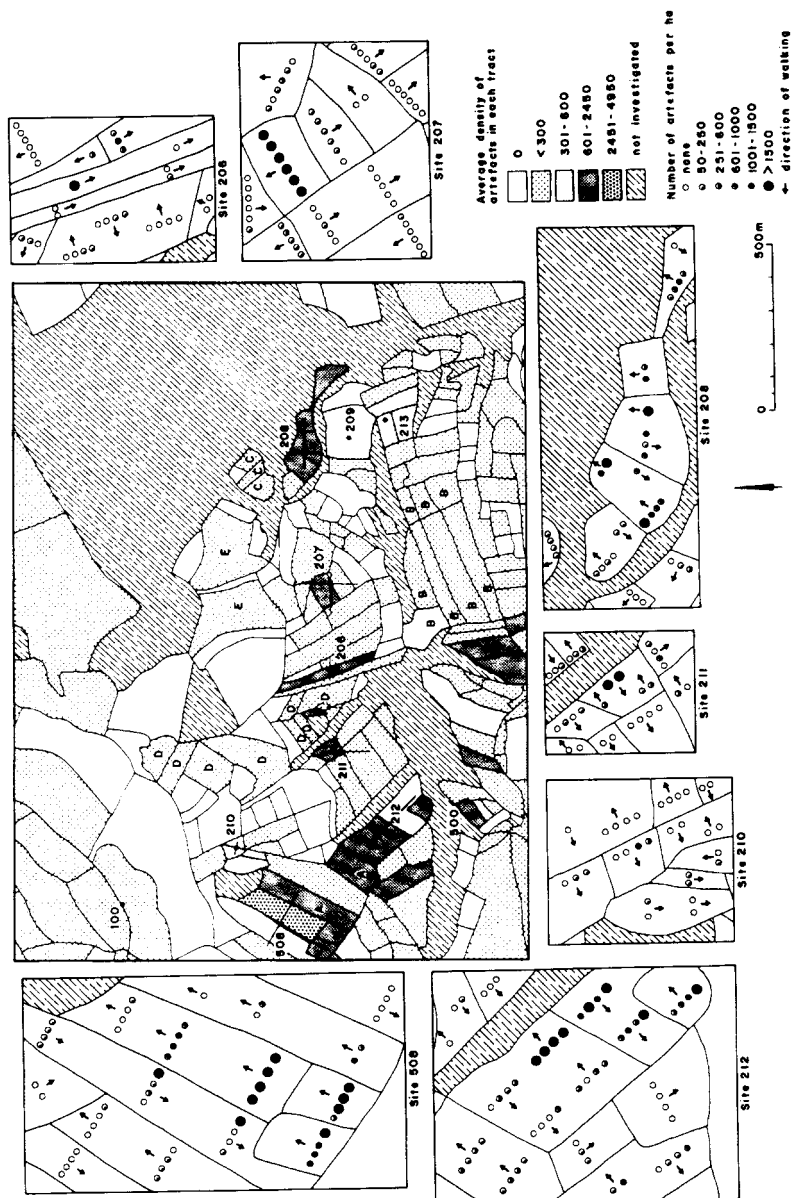 Site 206
Site 207
Average density of
artefacts in each tract
0
< 300
301 - 600
601 - 2450
2451 - 4950
not investigated
Number of artefacts per ha
none
50-250
251-600
601-1000
1001-1500
>1500
direction of walking
100
210
D
D
D
D
E
E
C
C
C
D
D
D
211
206
207
208
209
213
508
A
A
212
500
B
B
B
B
B
B
B
Site 508
Site 212
Site 210
Site 211
Site 208
0
500m